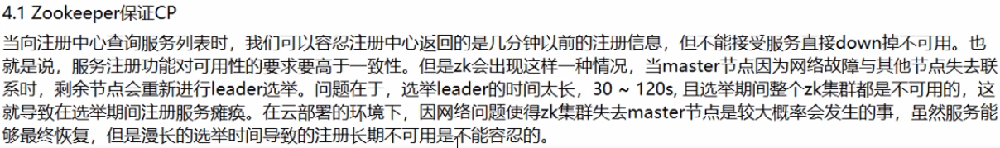 4.1 Zookeeper保证CP
当向注册中心查询服务列表时，我们可以容忍注册中心返回的是几分钟以前的注册信息，但不能接受服务直接down掉不可用。也
就是说，服务注册功能对可用性的要求要高于一致性。但是zk会出现这样一种情况，当master节点因为网络故障与其他节点失去联
系时，剩余节点会重新进行leader选举。问题在于，选举leader的时间太长，30 ~ 120s, 且选举期间整个zk集群都是不可用的，这
就导致在选举期间注册服务瘫痪。在云部署的环境下，因网络问题使得zk集群失去master节点是较大概率会发生的事，虽然服务能
够最终恢复，但是漫长的选举时间导致的注册长期不可用是不能容忍的。